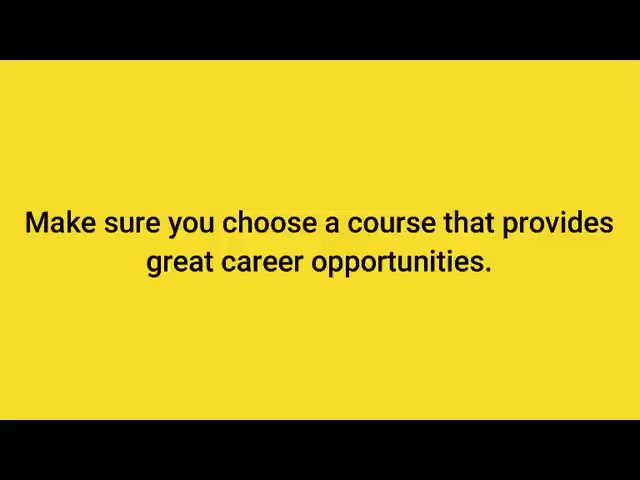 Make sure you choose a course that provides
great career opportunities.